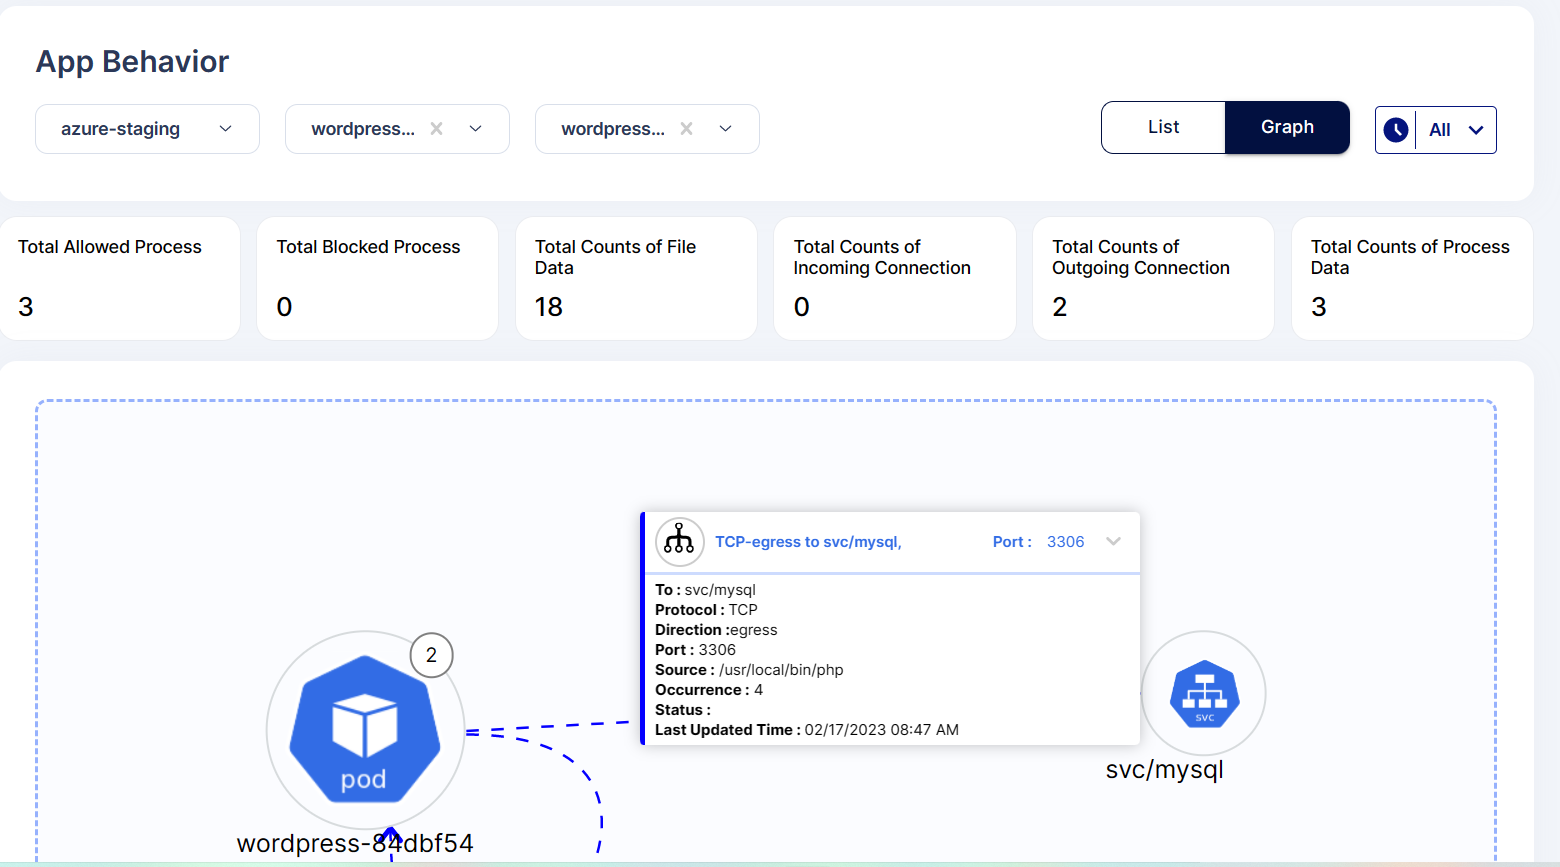 App Behavior
azure-staging
wordpress...
wordpress...
List
Graph
All
Total Allowed Process
3
Total Blocked Process
0
Total Counts of File
Data
18
Total Counts of
Incoming Connection
0
Total Counts of
Outgoing Connection
2
Total Counts of Process
Data
3
TCP-egress to svc/mysql, Port : 3306
To : svc/mysql
Protocol : TCP
Direction :egress
Port : 3306
Source : /usr/local/bin/php
Occurrence : 4
Status :
Last Updated Time : 02/17/2023 08:47 AM
2
pod
wordpress-84dbf54
svc
svc/mysql